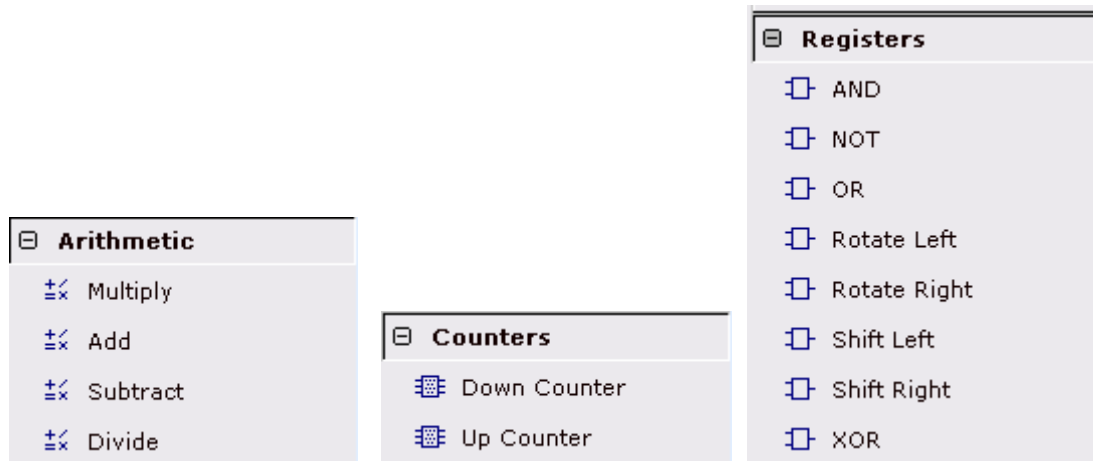 Arithmetic
Multiply
Add
Subtract
Divide
Counters
Down Counter
Up Counter
Registers
AND
NOT
OR
Rotate Left
Rotate Right
Shift Left
Shift Right
XOR